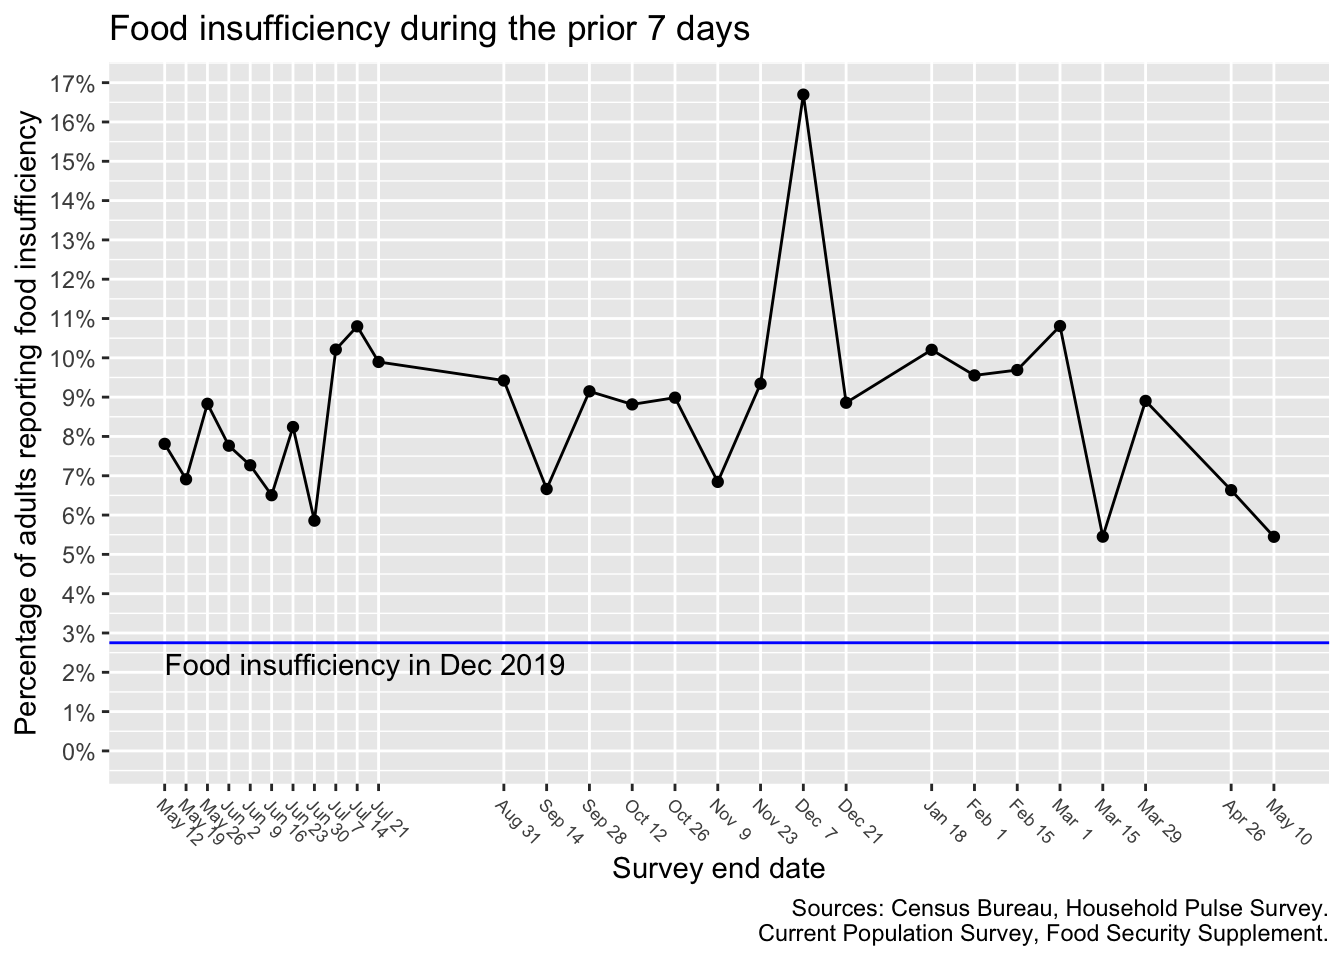 Food insufficiency during the prior 7 days
Percentage of adults reporting food insufficiency
17%
16%
15%
14%
13%
12%
11%
10%
9%
8%
7%
6%
5%
4%
3%
2%
1%
0%
Food insufficiency in Dec 2019
May 12
May 19
May 26
Jun 2
Jun 9
Jun 16
Jun 23
Jun 30
Jul 7
Jul 14
Jul 21
Aug 31
Sep 14
Sep 28
Oct 12
Oct 26
Nov 9
Nov 23
Dec 7
Dec 21
Jan 18
Feb 1
Feb 15
Mar 1
Mar 15
Mar 29
Apr 26
May 10
Survey end date
Sources: Census Bureau, Household Pulse Survey.
Current Population Survey, Food Security Supplement.